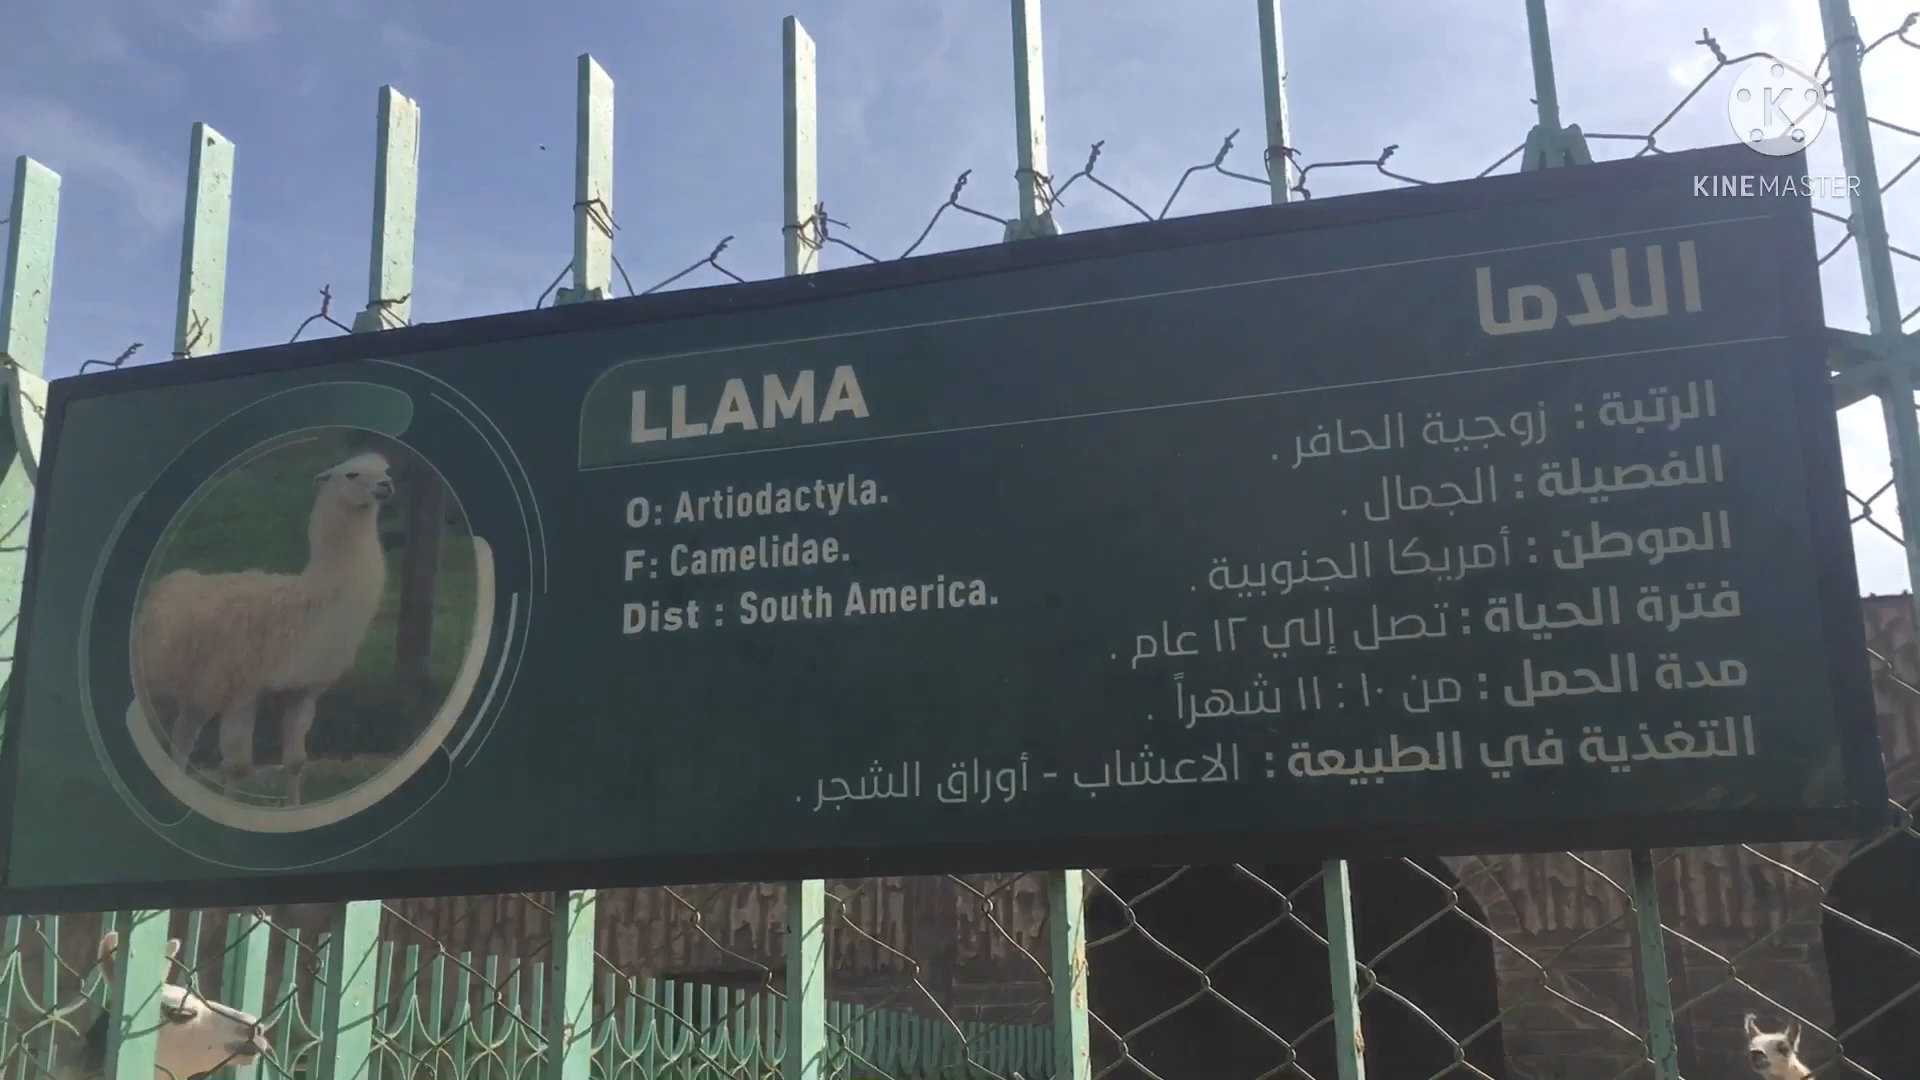 KINEMASTER
اللاما
LLAMA
O: Artiodactyla.
F: Camelidae.
Dist : South America.
الرتبة : زوجية الحافر .
الفصيلة : الجمال .
الموطن : أمريكا الجنوبية .
فترة الحياة : تصل إلي ١٢ عام .
مدة الحمل : من ١٠ : ١١ شهراً .
التغذية في الطبيعة : الاعشاب - أوراق الشجر .